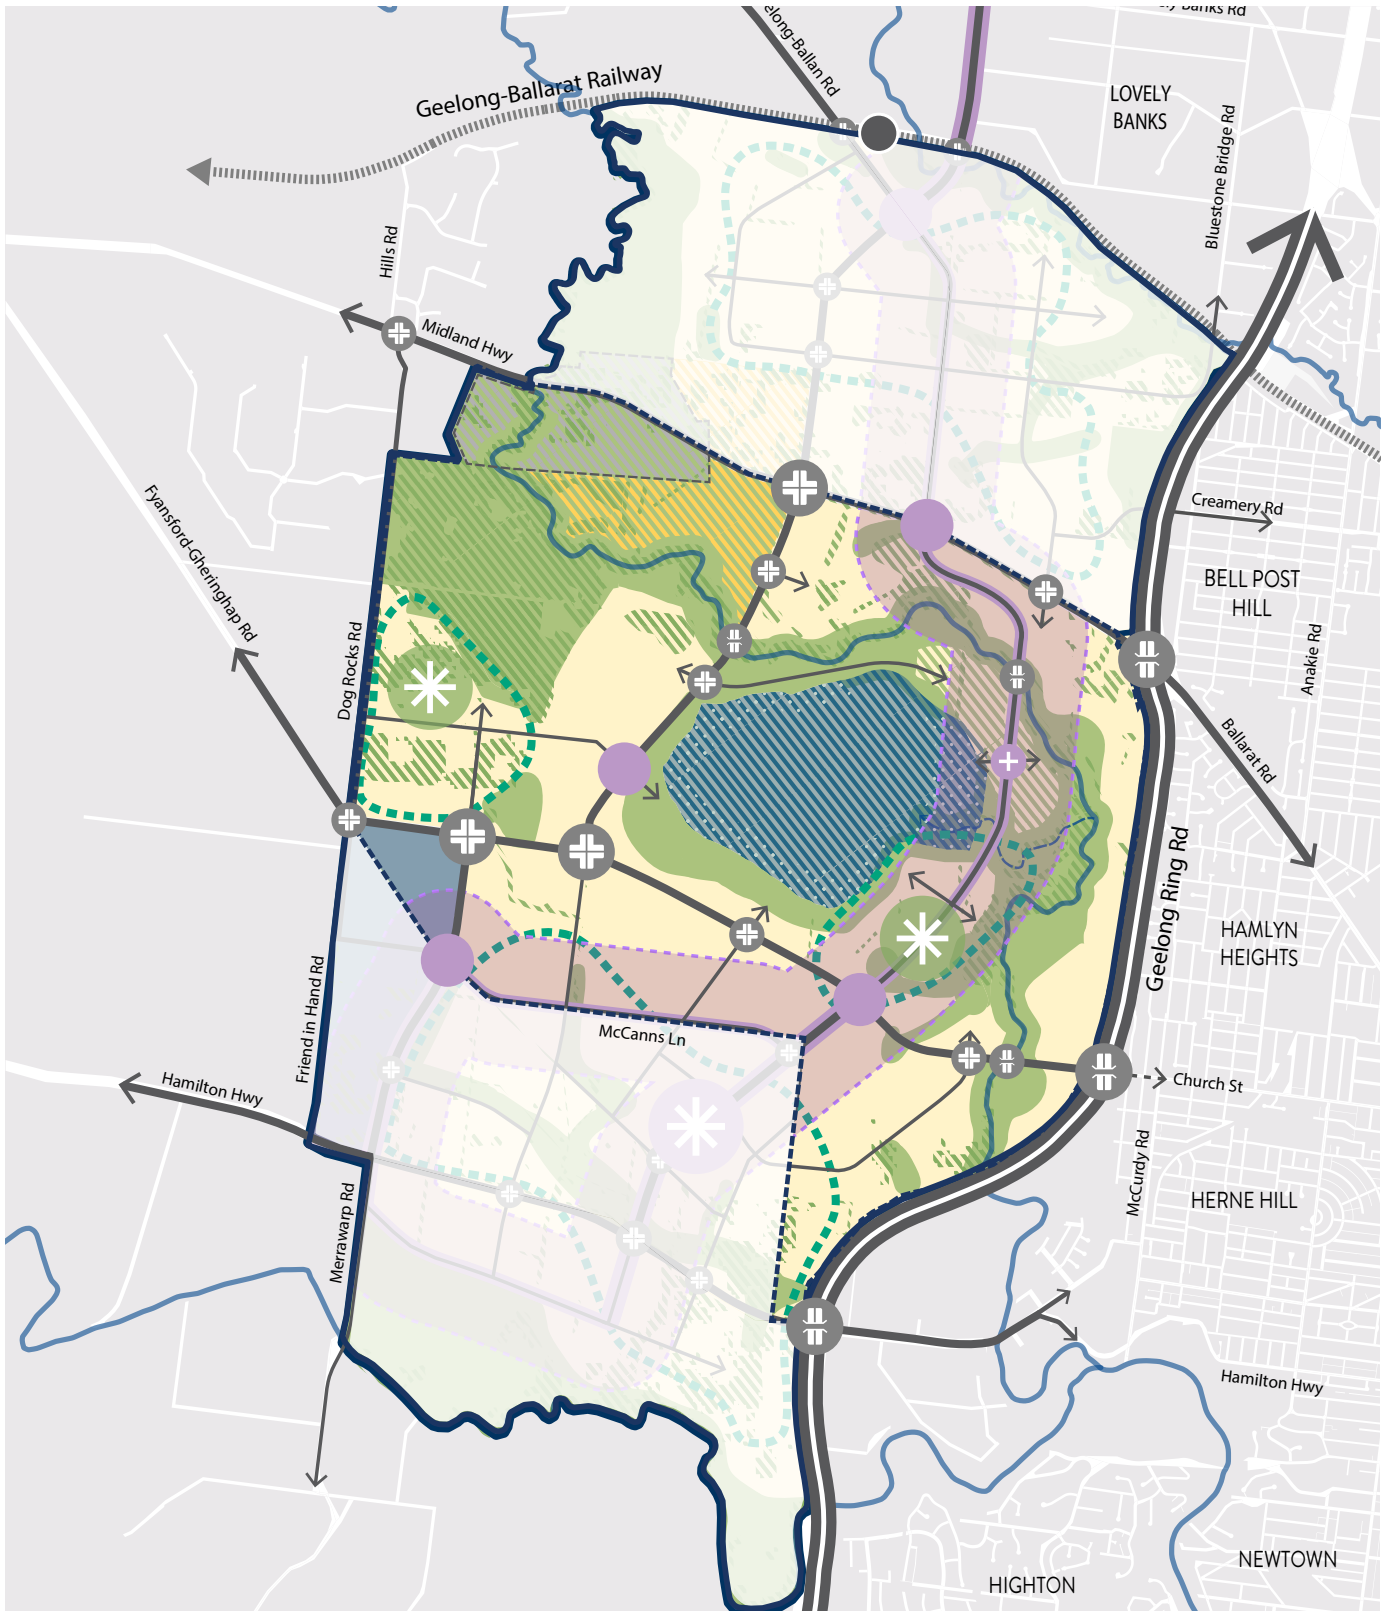 elong-Ballan Rd
ly Banks Rd
Geelong-Ballarat Railway
LOVELY
BANKS
Bluestone Bridge Rd
Hills Rd
Midland Hwy
Fyansford-Gheringhap Rd
Creamery Rd
BELL POST
HILL
Anakie Rd
Dog Rocks Rd
Ballarat Rd
Geelong Ring Rd
HAMLYN
HEIGHTS
Friend in Hand Rd
McCanns Ln
Hamilton Hwy
Church St
McCurdy Rd
HERNE HILL
Merrawarp Rd
Hamilton Hwy
NEWTOWN
HIGHTON